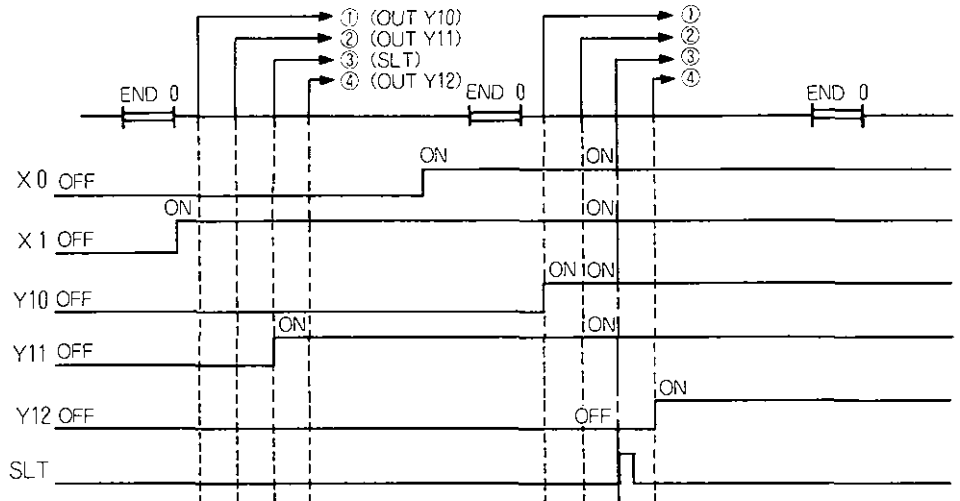 ① (OUT Y10) ①
② (OUT Y11) ②
③ (SLT) ③
④ (OUT Y12) ④
END 0 END 0 END 0
X0 OFF ON ON
X1 OFF ON ON
Y10 OFF ON ON
Y11 OFF ON ON
Y12 OFF OFF ON
SLT